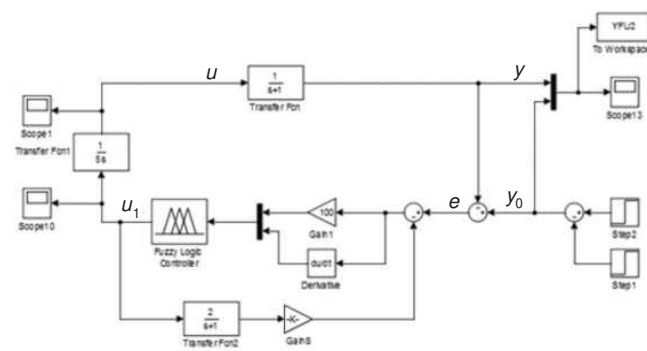 YFU2
To Workspace
u
1
s+1
Transfer Fcn
y
Scope1
Scope13
Transfer Fcn1
1
5s
Scope10
u1
Fuzzy Logic
Controller
100
Gain1
du/dt
Derivative
e
y0
Step2
Step1
2
s+1
Transfer Fcn2
-K-
Gain5